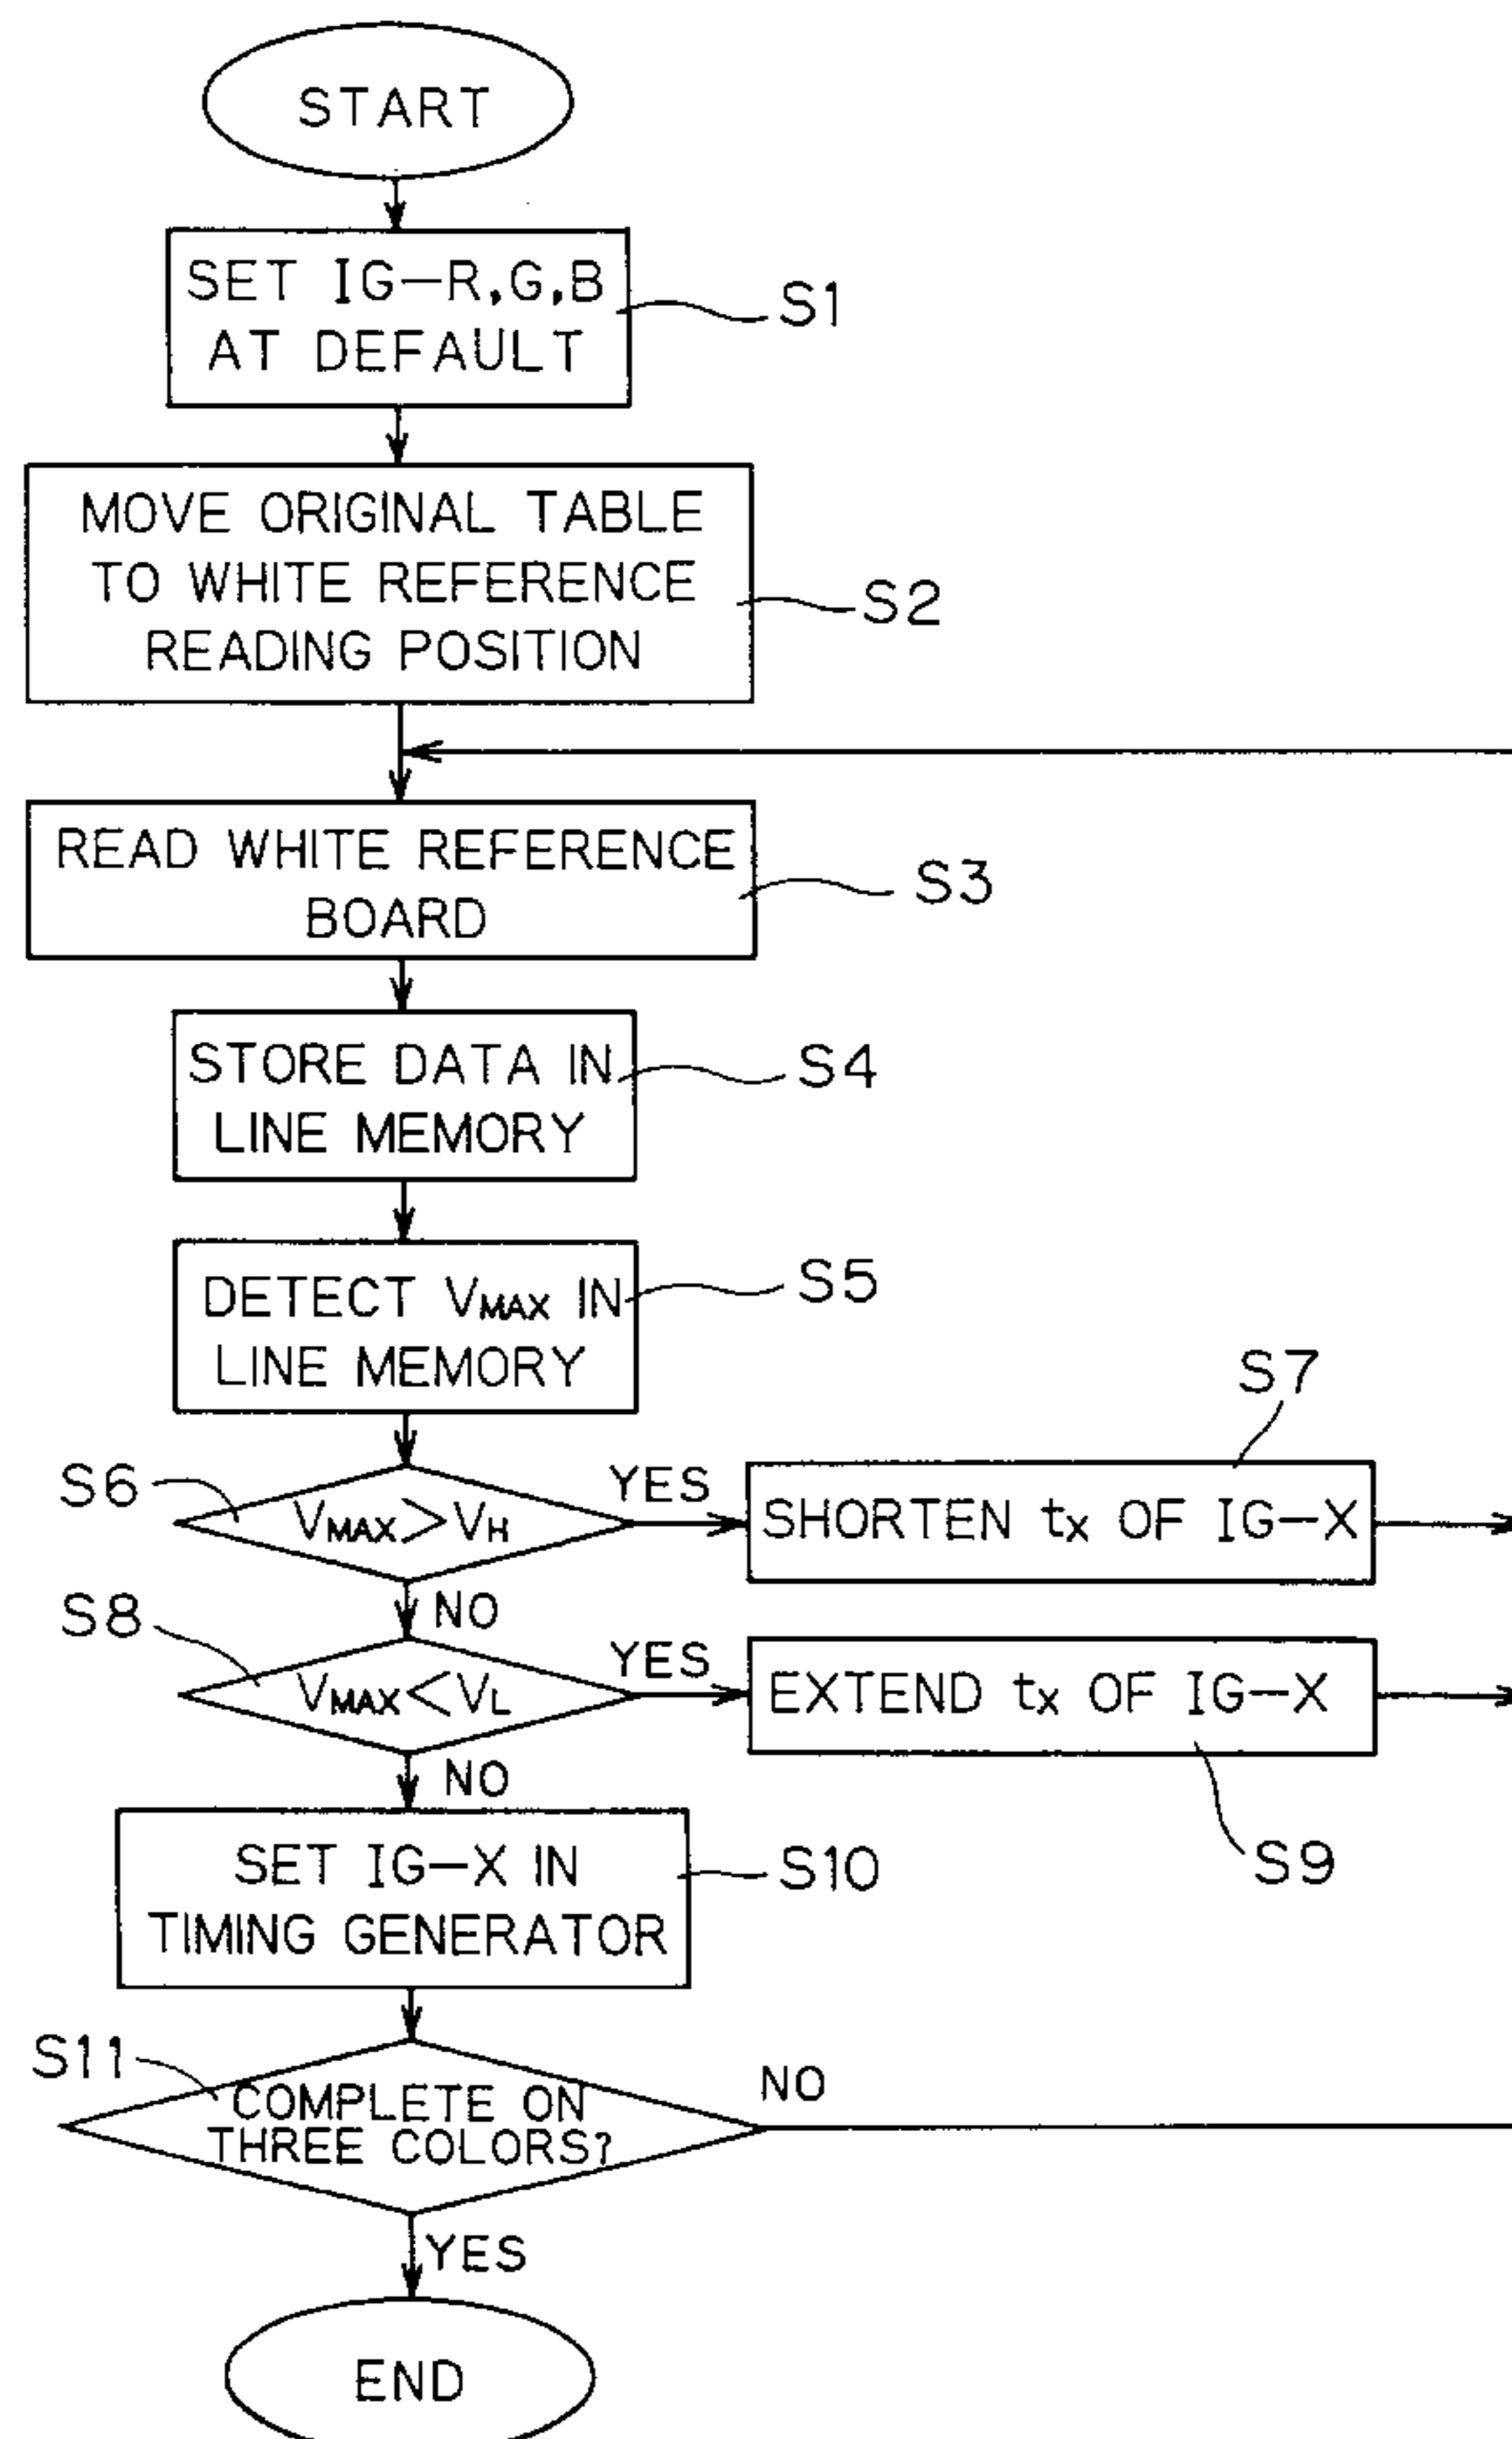 START
SET IG-R,G,B
AT DEFAULT
S1
MOVE ORIGINAL TABLE
TO WHITE REFERENCE
READING POSITION
S2
READ WHITE REFERENCE
BOARD
S3
STORE DATA IN
LINE MEMORY
S4
DETECT VMAX IN
LINE MEMORY
S5
S6
VMAX>VH
YES
SHORTEN tx OF IG-X
S7
NO
S8
VMAX<VL
YES
EXTEND tx OF IG-X
S9
NO
SET IG-X IN
TIMING GENERATOR
S10
S11
COMPLETE ON
THREE COLORS?
NO
YES
END